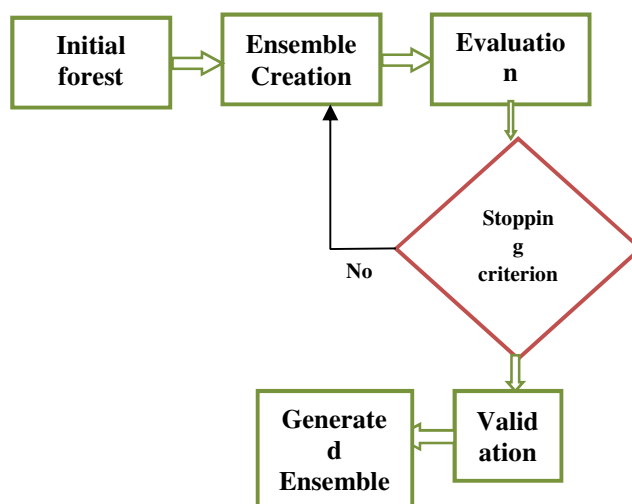 Initial
forest
Ensemble
Creation
Evaluatio
n
Stoppin
g
criterion
No
Valid
ation
Generate
d
Ensemble